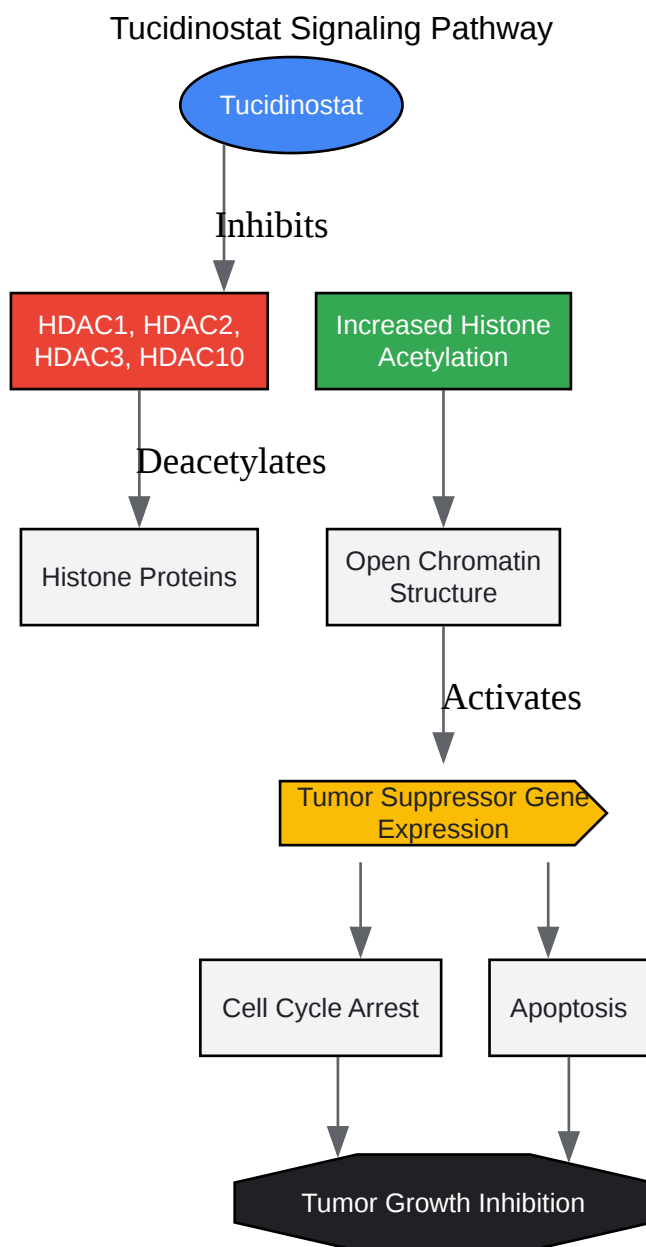 Tucidinostat Signaling Pathway
Tucidinostat
Inhibits
HDAC1, HDAC2,
HDAC3, HDAC10
Increased Histone
Acetylation
Deacetylates
Histone Proteins
Open Chromatin
Structure
Activates
Tumor Suppressor Gene
Expression
Cell Cycle Arrest
Apoptosis
Tumor Growth Inhibition